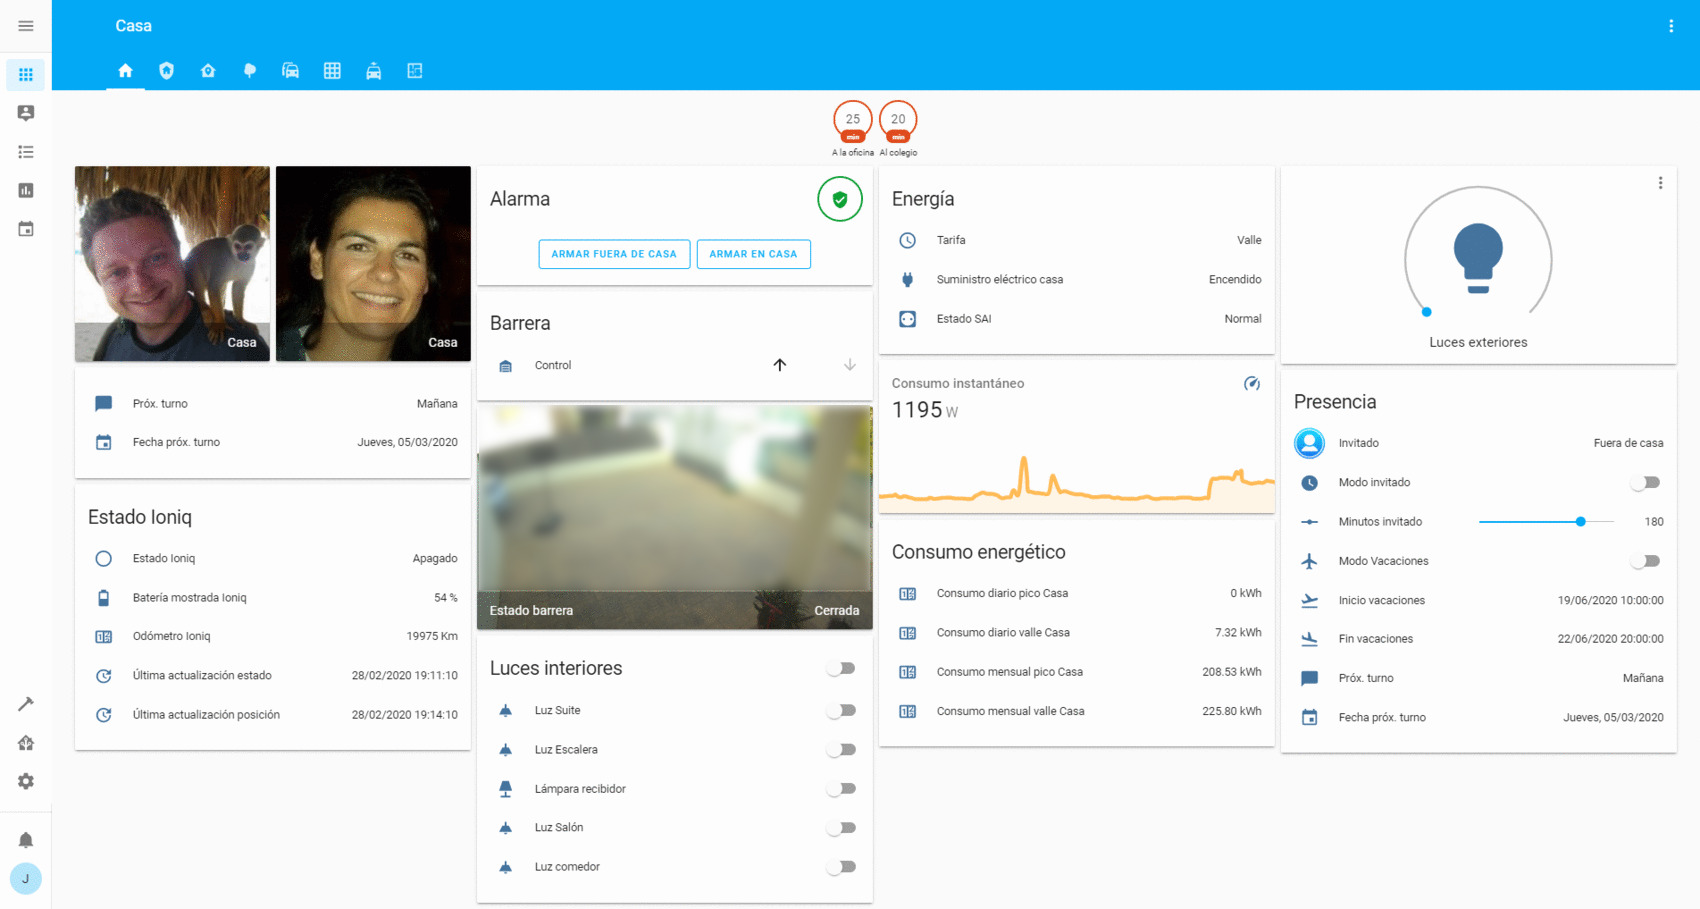 Casa
25
min
A la oficina
20
min
Al colegio
Casa
Casa
Próx. turno Mañana
Fecha próx. turno Jueves, 05/03/2020
Estado Ioniq
Estado Ioniq Apagado
Batería mostrada Ioniq 54 %
Odómetro Ioniq 19975 Km
Última actualización estado 28/02/2020 19:11:10
Última actualización posición 28/02/2020 19:14:10
Alarma
ARMAR FUERA DE CASA ARMAR EN CASA
Barrera
Control
Estado barrera Cerrada
Luces interiores
Luz Suite
Luz Escalera
Lámpara recibidor
Luz Salón
Luz comedor
Energía
Tarifa Valle
Suministro eléctrico casa Encendido
Estado SAI Normal
Consumo instantáneo
1195 W
Consumo energético
Consumo diario pico Casa 0 kWh
Consumo diario valle Casa 7.32 kWh
Consumo mensual pico Casa 208.53 kWh
Consumo mensual valle Casa 225.80 kWh
Luces exteriores
Presencia
Invitado Fuera de casa
Modo invitado
Minutos invitado 180
Modo Vacaciones
Inicio vacaciones 19/06/2020 10:00:00
Fin vacaciones 22/06/2020 20:00:00
Próx. turno Mañana
Fecha próx. turno Jueves, 05/03/2020
J